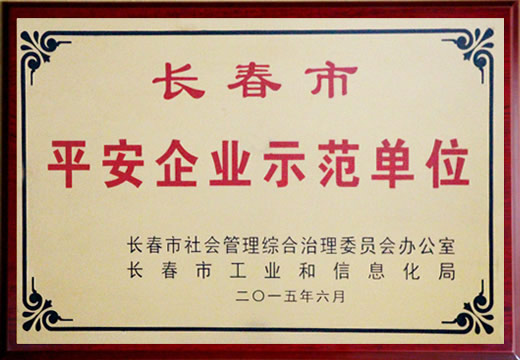 长春市
平安企业示范单位
长春市社会管理综合治理委员会办公室
长春市工业和信息化局
二〇一五年六月